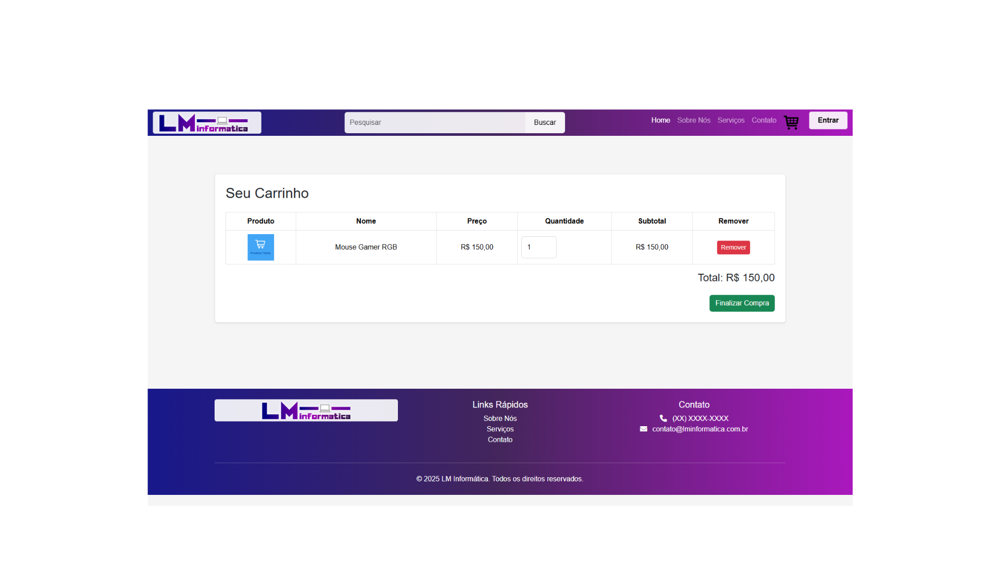 LM informatica
Pesquisar Buscar Home Sobre Nós Serviços Contato Entrar
Seu Carrinho
Produto Nome Preço Quantidade Subtotal Remover
Produto Teste Mouse Gamer RGB R$ 150,00 1 R$ 150,00 Remover
Total: R$ 150,00
Finalizar Compra
LM informatica
Links Rápidos
Sobre Nós
Serviços
Contato
Contato
(XX) XXXX-XXXX
contato@lminformatica.com.br
© 2025 LM Informática. Todos os direitos reservados.